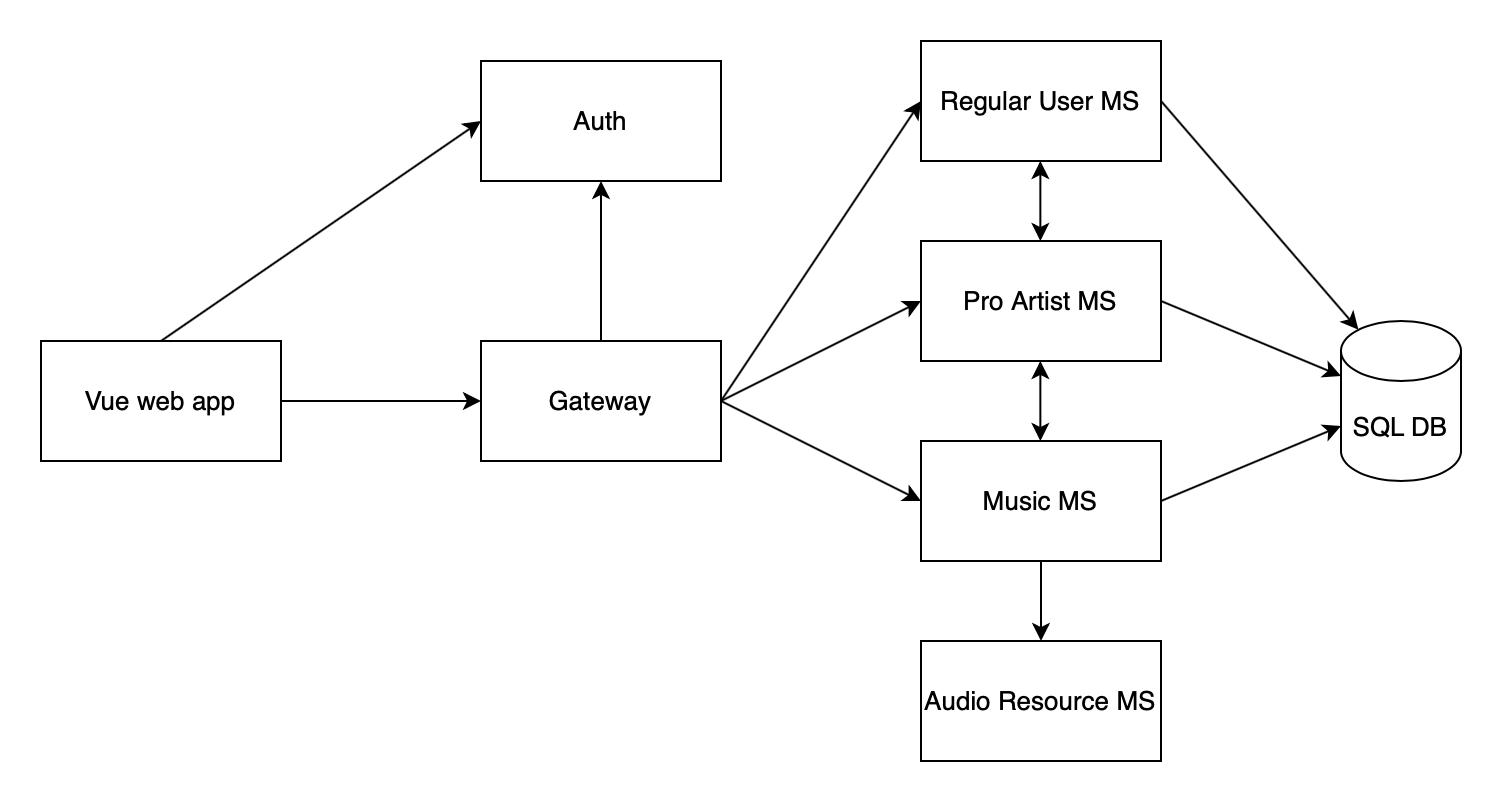 Regular User MS
Auth
Pro Artist MS
Vue web app
Gateway
SQL DB
Music MS
Audio Resource MS